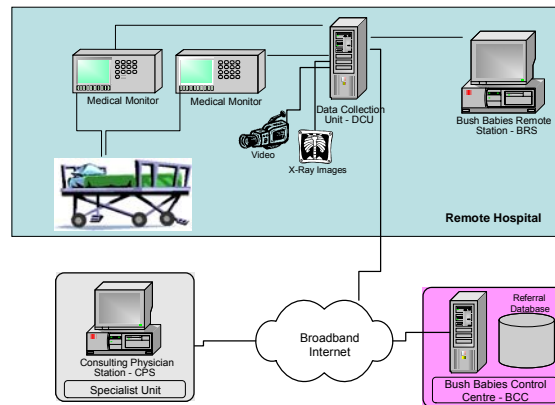 Medical Monitor
Medical Monitor
Data Collection
Unit - DCU
Bush Babies Remote
Station - BRS
Video
X-Ray Images
Remote Hospital
Consulting Physician
Station - CPS
Specialist Unit
Broadband
Internet
Referral
Database
Bush Babies Control
Centre - BCC